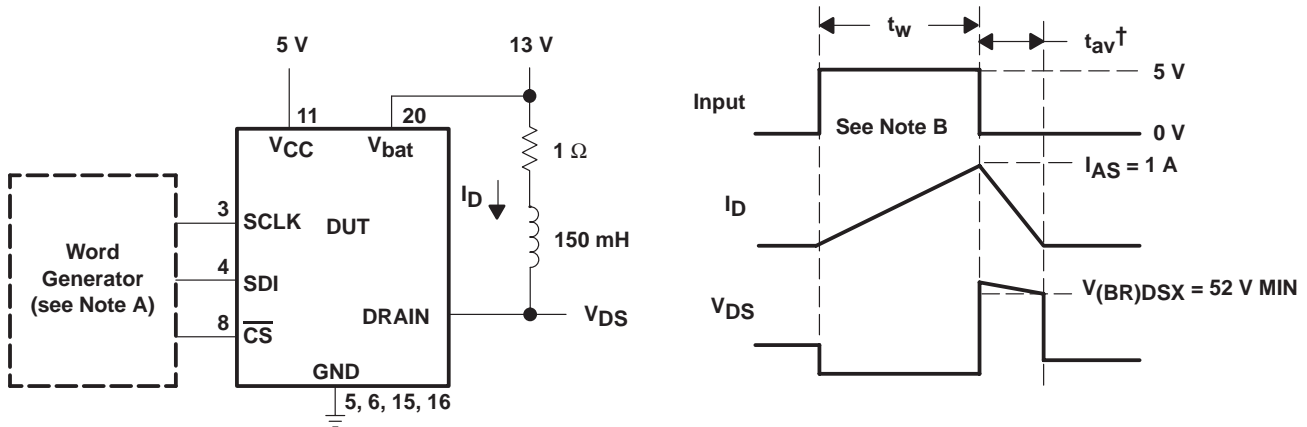 5 V
13 V
11
20
VCC
Vbat
1 Ω
ID
150 mH
Word
Generator
(see Note A)
3
SCLK
DUT
4
SDI
8
CS
DRAIN
VDS
GND
5, 6, 15, 16
tw
tav†
5 V
Input
See Note B
0 V
IAS = 1 A
ID
V(BR)DSX = 52 V MIN
VDS